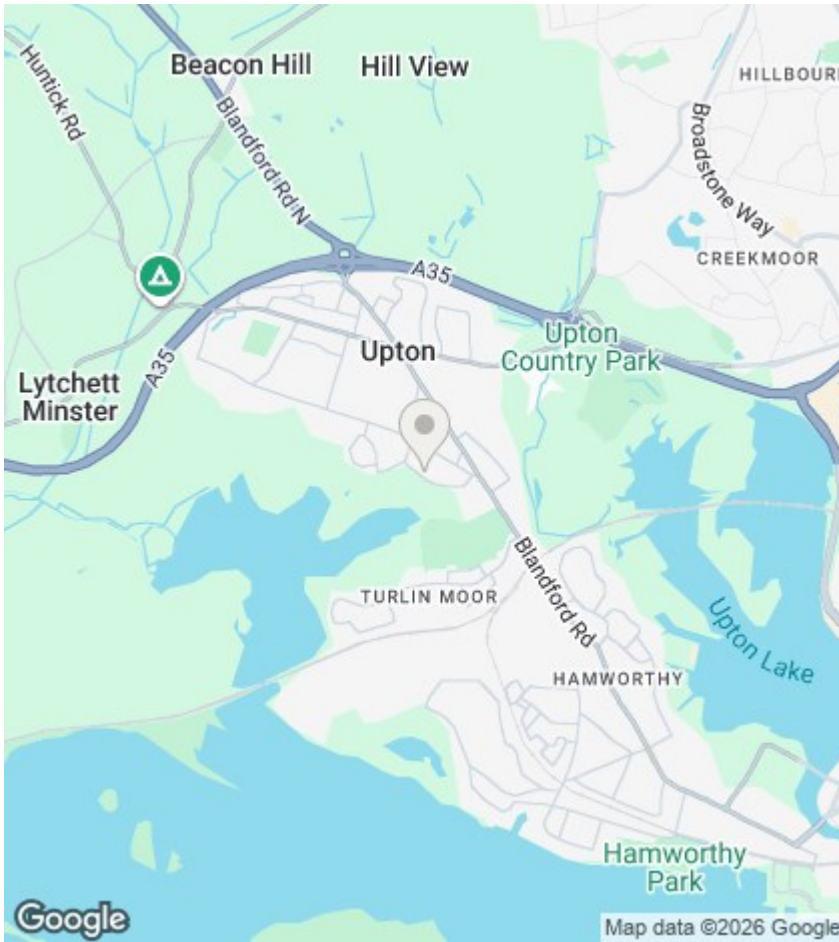 Beacon Hill
Hill View
HILLBOUR
Huntick Rd
Blandford Rd N
Broadstone Way
CREEKMOOR
A35
Upton
Country Park
Upton
A35
Lytchett
Minster
Blandford Rd
TURLIN MOOR
Upton Lake
HAMWORTHY
Hamworthy
Park
Google
Map data ©2026 Google